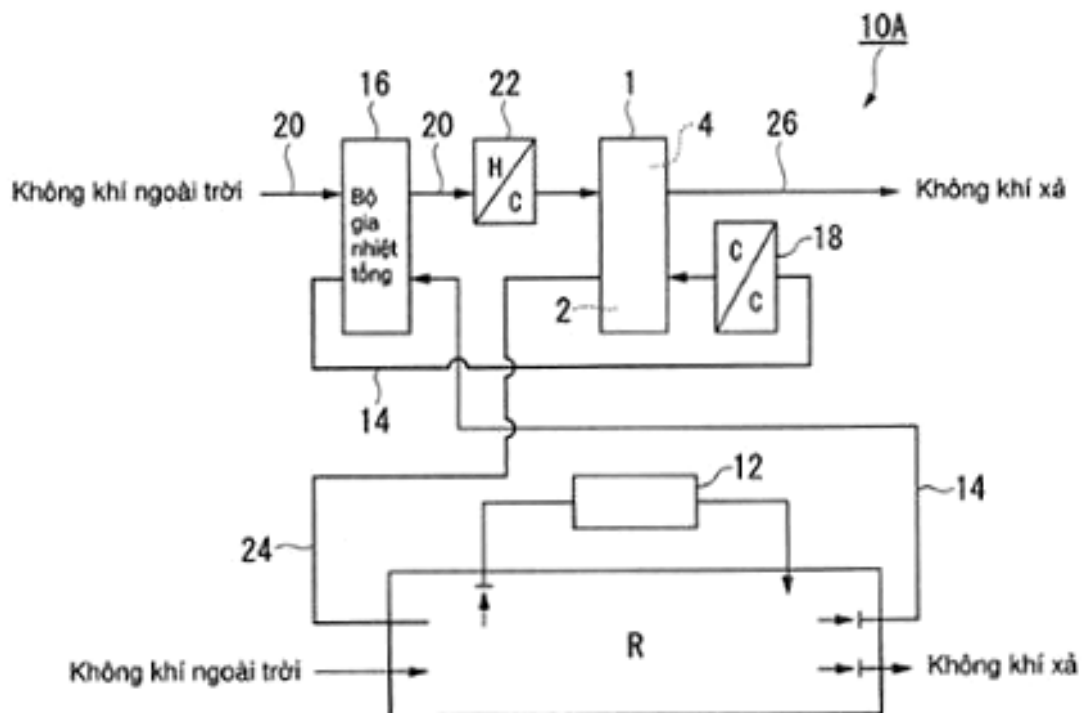 10A
16
22
1
20
20
4
26
H
C
Không khí ngoài trời
Bộ
gia
nhiệt
tổng
Không khí xả
C
C
18
2
14
12
14
24
R
Không khí ngoài trời
Không khí xả